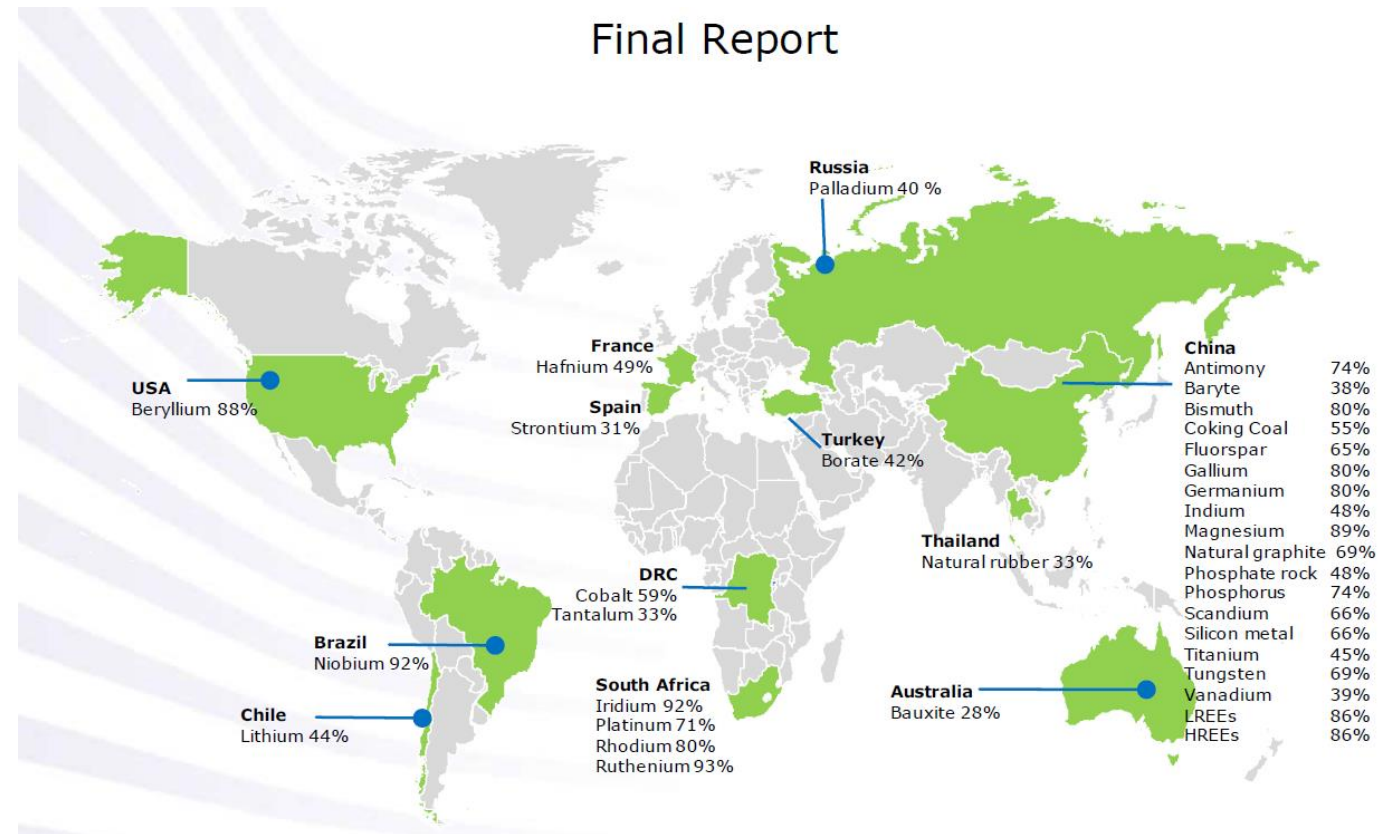 Final Report
Russia
Palladium 40 %
France
Hafnium 49%
USA
Beryllium 88%
Spain
Strontium 31%
Turkey
Borate 42%
China
Antimony 74%
Baryte 38%
Bismuth 80%
Coking Coal 55%
Fluorspar 65%
Gallium 80%
Germanium 80%
Indium 48%
Magnesium 89%
Natural graphite 69%
Phosphate rock 48%
Phosphorus 74%
Scandium 66%
Silicon metal 66%
Titanium 45%
Tungsten 69%
Vanadium 39%
LREEs 86%
HREEs 86%
Thailand
Natural rubber 33%
DRC
Cobalt 59%
Tantalum 33%
Brazil
Niobium 92%
South Africa
Iridium 92%
Platinum 71%
Rhodium 80%
Ruthenium 93%
Australia
Bauxite 28%
Chile
Lithium 44%